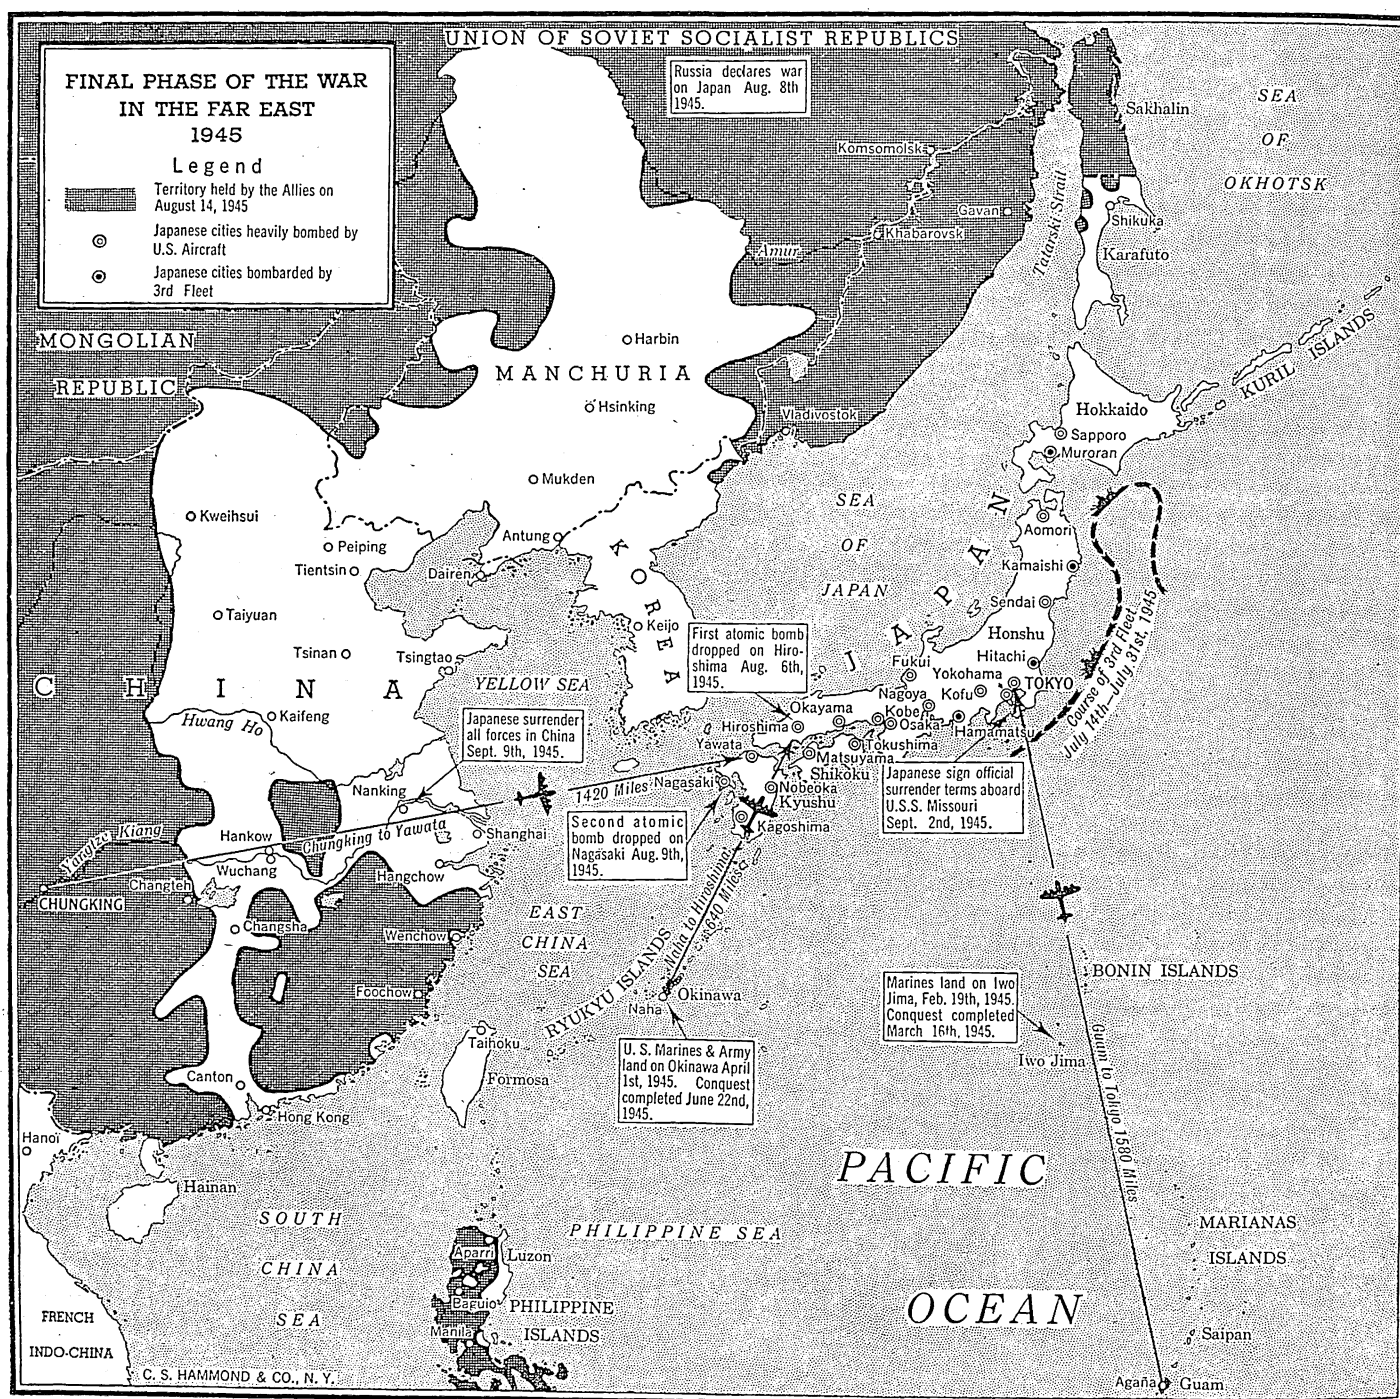 UNION OF SOVIET SOCIALIST REPUBLICS
FINAL PHASE OF THE WAR
IN THE FAR EAST
1945
Legend
Territory held by the Allies on
August 14, 1945
Japanese cities heavily bombed by
U.S. Aircraft
Japanese cities bombarded by
3rd Fleet
Russia declares war
on Japan Aug. 8th
1945.
Sakhalin
SEA
OF
OKHOTSK
Komsomolsk
Gavan
Khabarovsk
Amur
Tatarski Strait
Shikuka
Karafuto
MONGOLIAN
REPUBLIC
Harbin
MANCHURIA
Hsinking
Vladivostok
Mukden
KURIL ISLANDS
Hokkaido
Sapporo
Muroran
Kweihsui
Peiping
Tientsin
Antung
Dairen
Taiyuan
Tsinan
Tsingtao
KOREA
Keijo
SEA
OF
JAPAN
JAPAN
Aomori
Kamaishi
Sendai
Honshu
Hitachi
Fukui
Yokohama
TOKYO
Nagoya
Kofu
Course of 3rd Fleet
July 14th—July 31st, 1945
First atomic bomb
dropped on Hiro-
shima Aug. 6th,
1945.
CHINA
YELLOW SEA
Hwang Ho
Kaifeng
Japanese surrender
all forces in China
Sept. 9th, 1945.
Okayama
Hiroshima
Kobe
Osaka
Hamamatsu
Yawata
Tokushima
Matsuyama
Shikoku
Nagasaki
Nobeoka
Kyushu
Kagoshima
Japanese sign official
surrender terms aboard
U.S.S. Missouri
Sept. 2nd, 1945.
Nanking
1420 Miles
Chungking to Yawata
Second atomic
bomb dropped on
Nagasaki Aug. 9th,
1945.
Yangtze Kiang
Hankow
Wuchang
Shanghai
Hangchow
Changteh
CHUNGKING
Changsha
Wenchow
Foochow
EAST
CHINA
SEA
Naha to Hiroshima
640 Miles
RYUKYU ISLANDS
Okinawa
Naha
BONIN ISLANDS
Marines land on Iwo
Jima, Feb. 19th, 1945.
Conquest completed
March 16th, 1945.
Iwo Jima
Guam to Tokyo 1580 Miles
Taihoku
Formosa
U. S. Marines & Army
land on Okinawa April
1st, 1945. Conquest
completed June 22nd,
1945.
Canton
Hong Kong
Hanoï
Hainan
SOUTH
CHINA
SEA
PHILIPPINE SEA
PACIFIC
OCEAN
MARIANAS
ISLANDS
Aparri
Luzon
Baguio
PHILIPPINE
ISLANDS
Manila
FRENCH
INDO-CHINA
C. S. HAMMOND & CO., N. Y.
Saipan
Agaña
Guam